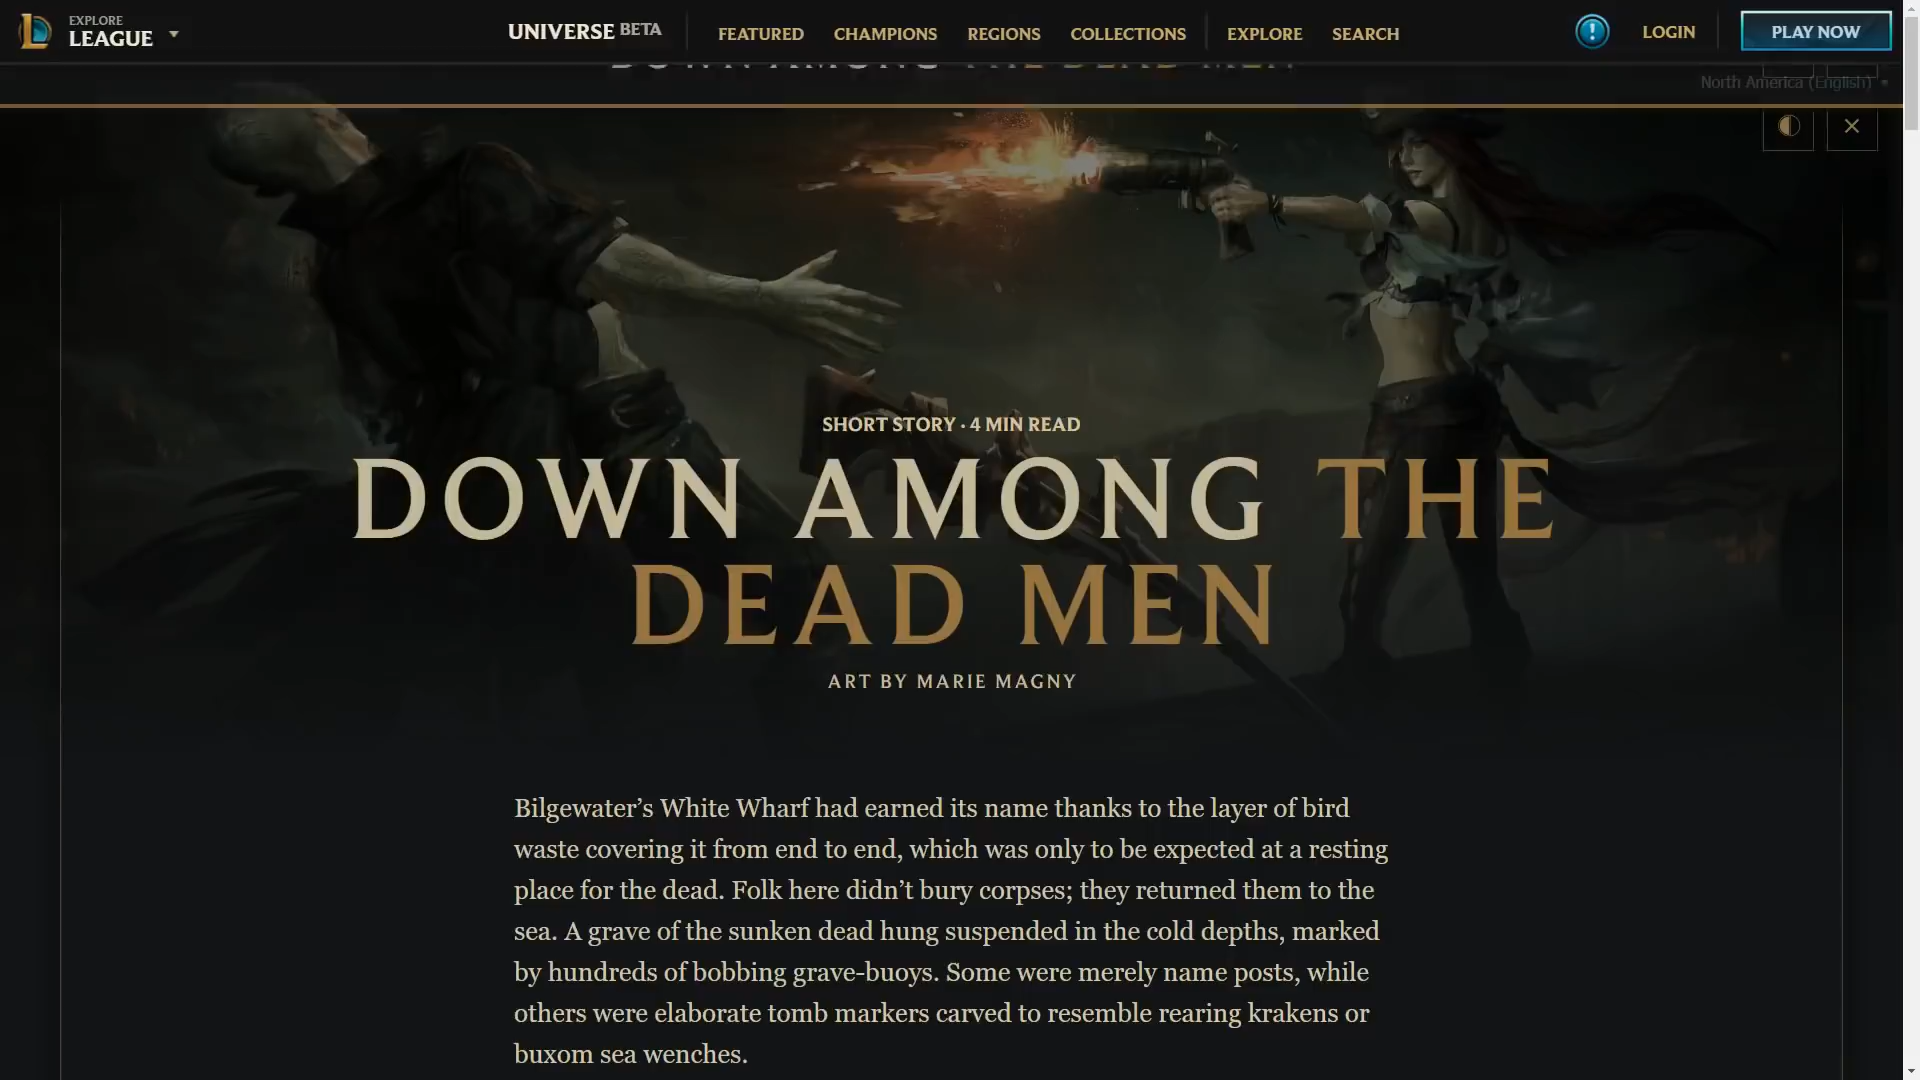 EXPLORE
LEAGUE
UNIVERSE BETA
FEATURED
CHAMPIONS
REGIONS
COLLECTIONS
EXPLORE
SEARCH
LOGIN
PLAY NOW
DOWN AMONG THE DEAD MEN
North America (English)
SHORT STORY · 4 MIN READ
DOWN AMONG THE
DEAD MEN
ART BY MARIE MAGNY
Bilgewater’s White Wharf had earned its name thanks to the layer of bird
waste covering it from end to end, which was only to be expected at a resting
place for the dead. Folk here didn’t bury corpses; they returned them to the
sea. A grave of the sunken dead hung suspended in the cold depths, marked
by hundreds of bobbing grave-buoys. Some were merely name posts, while
others were elaborate tomb markers carved to resemble rearing krakens or
buxom sea wenches.